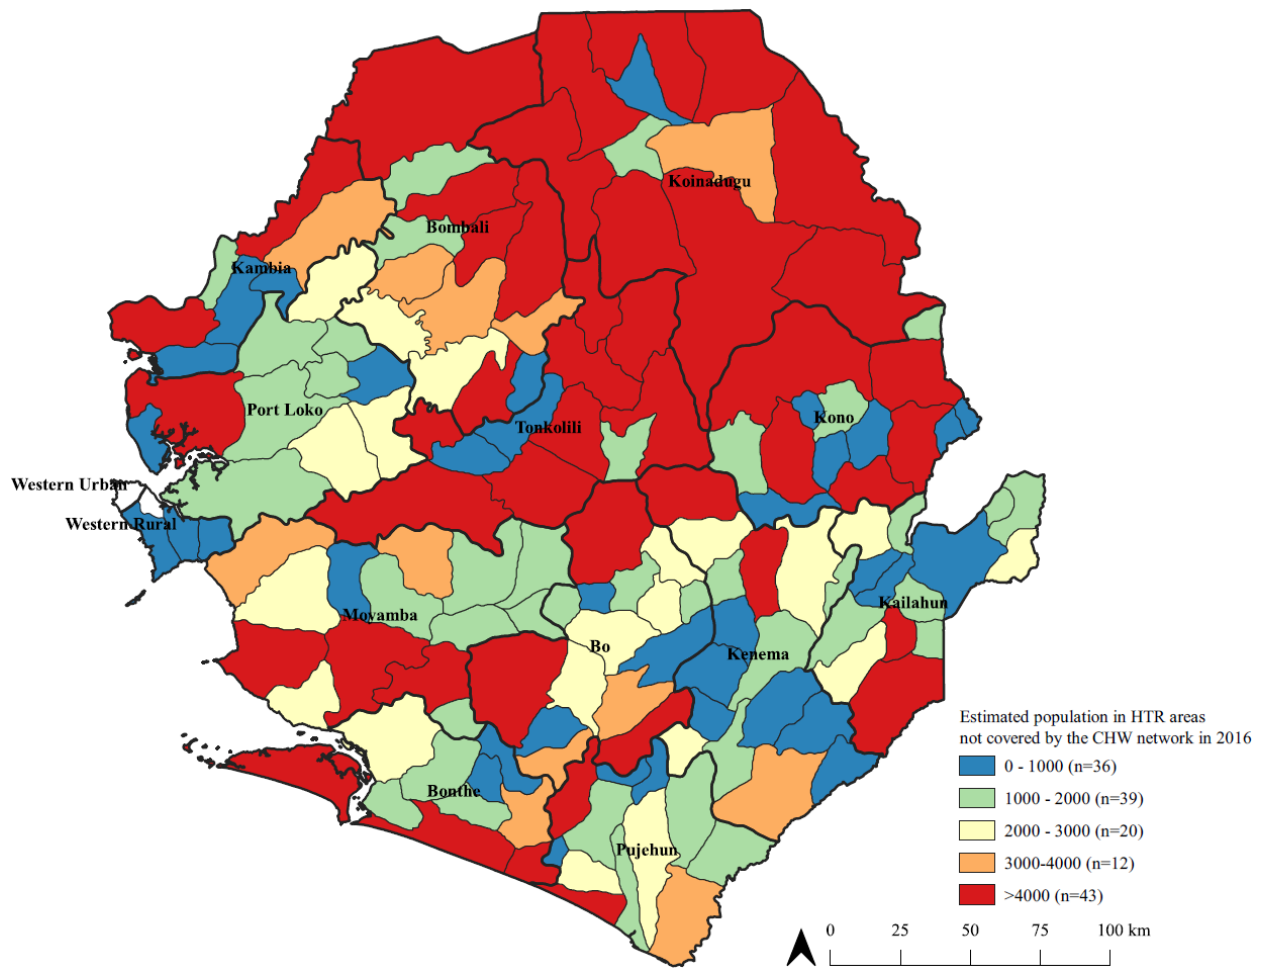 Koinadugu
Bombali
Kambia
Port Loko
Kono
Tonkolili
Western Urban
Western Rural
Kailahun
Moyamba
Bo
Kenema
Bonthe
Pujehun
Estimated population in HTR areas
not covered by the CHW network in 2016
0 - 1000 (n=36)
1000 - 2000 (n=39)
2000 - 3000 (n=20)
3000-4000 (n=12)
>4000 (n=43)
0 25 50 75 100 km